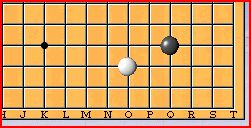 H J K L M N O P Q R S T